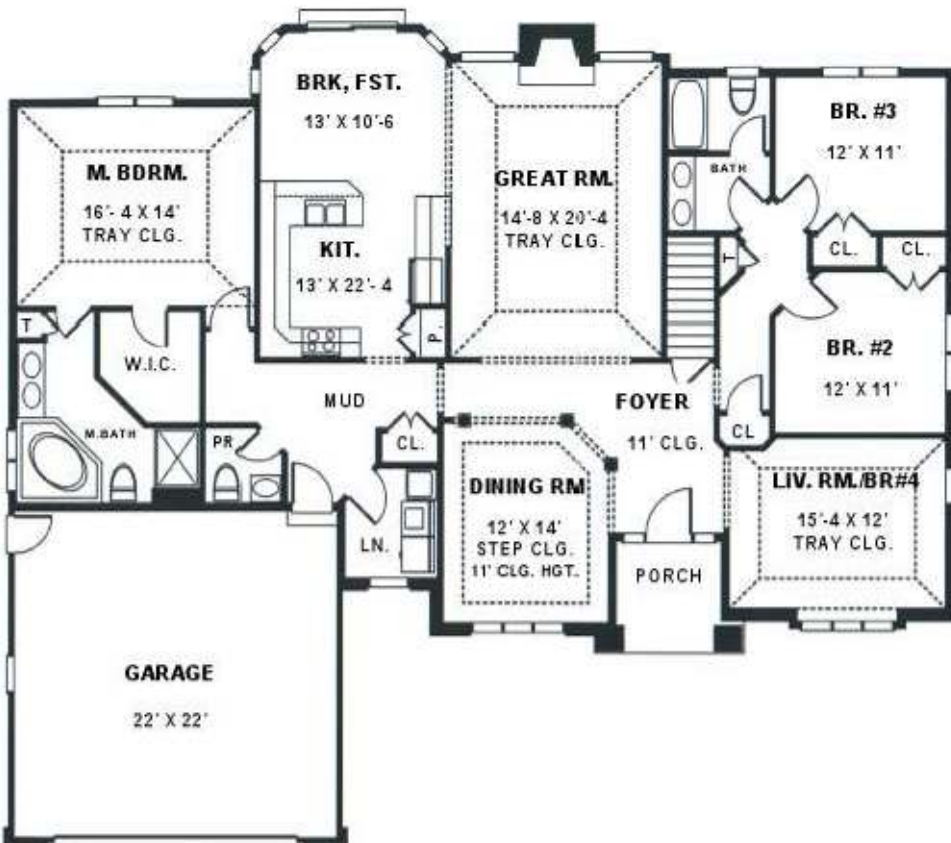 BRK, FST.
13' X 10'-6
M. BDRM.
16'- 4 X 14'
TRAY CLG.
GREAT RM.
14'-8 X 20'-4
TRAY CLG.
BATH
BR. #3
12' X 11'
KIT.
13' X 22'- 4
T
CL.
CL.
T
W.I.C.
P.
BR. #2
12' X 11'
MUD
FOYER
11' CLG.
M.BATH
PR
CL.
CL
DINING RM
12' X 14'
STEP CLG.
11' CLG. HGT.
LIV. RM./BR#4
15'-4 X 12'
TRAY CLG.
LN.
PORCH
GARAGE
22' X 22'